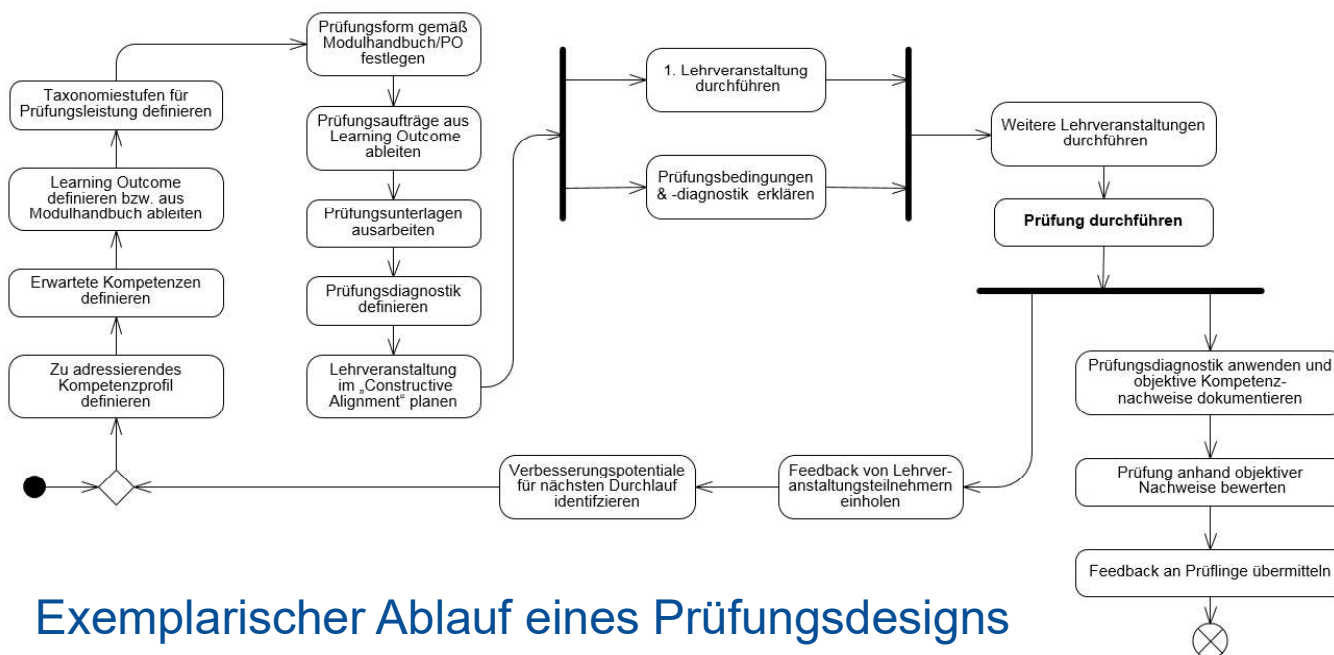 Prüfungsform gemäß
Modulhandbuch/PO
festlegen
Taxonomiestufen für
Prüfungsleistung definieren
Prüfungsaufträge aus
Learning Outcome
ableiten
Learning Outcome
definieren bzw. aus
Modulhandbuch ableiten
Prüfungsunterlagen
ausarbeiten
Erwartete Kompetenzen
definieren
Prüfungsdiagnostik
definieren
Zu adressierendes
Kompetenzprofil
definieren
Lehrveranstaltung
im „Constructive
Alignment“ planen
1. Lehrveranstaltung
durchführen
Prüfungsbedingungen
& -diagnostik erklären
Weitere Lehrveranstaltungen
durchführen
Prüfung durchführen
Prüfungsdiagnostik anwenden und
objektive Kompetenz-
nachweise dokumentieren
Prüfung anhand objektiver
Nachweise bewerten
Feedback an Prüflinge übermitteln
Feedback von Lehrver-
anstaltungsteilnehmern
einholen
Verbesserungspotentiale
für nächsten Durchlauf
identifzieren
Exemplarischer Ablauf eines Prüfungsdesigns